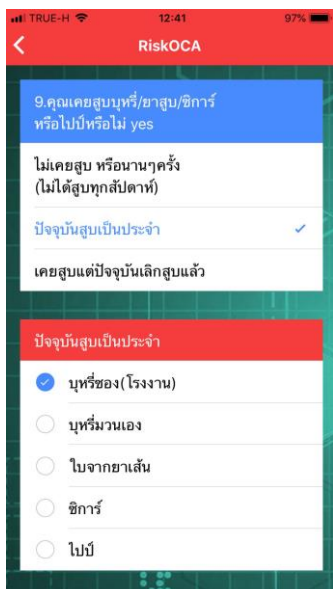 TRUE-H 12:41 97%
RiskOCA
9.คุณเคยสูบบุหรี่/ยาสูบ/ซิการ์
หรือไปป์หรือไม่ yes
ไม่เคยสูบ หรือนานๆครั้ง
(ไม่ได้สูบทุกสัปดาห์)
ปัจจุบันสูบเป็นประจำ
เคยสูบแต่ปัจจุบันเลิกสูบแล้ว
ปัจจุบันสูบเป็นประจำ
บุหรี่ซอง(โรงงาน)
บุหรี่มวนเอง
ใบจากยาเส้น
ซิการ์
ไปป์